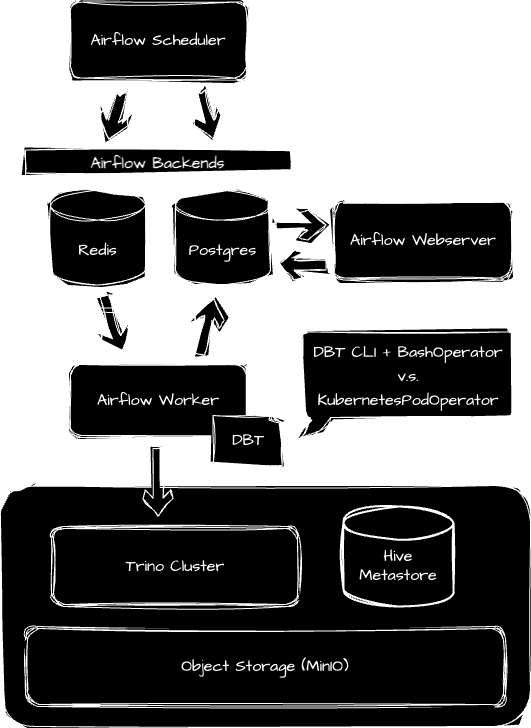 Airflow Scheduler
Airflow Backends
Redis
Postgres
Airflow Webserver
DBT CLI + BashOperator
v.s.
KubernetesPodOperator
Airflow Worker
DBT
Trino Cluster
Hive
Metastore
Object Storage (MinIO)